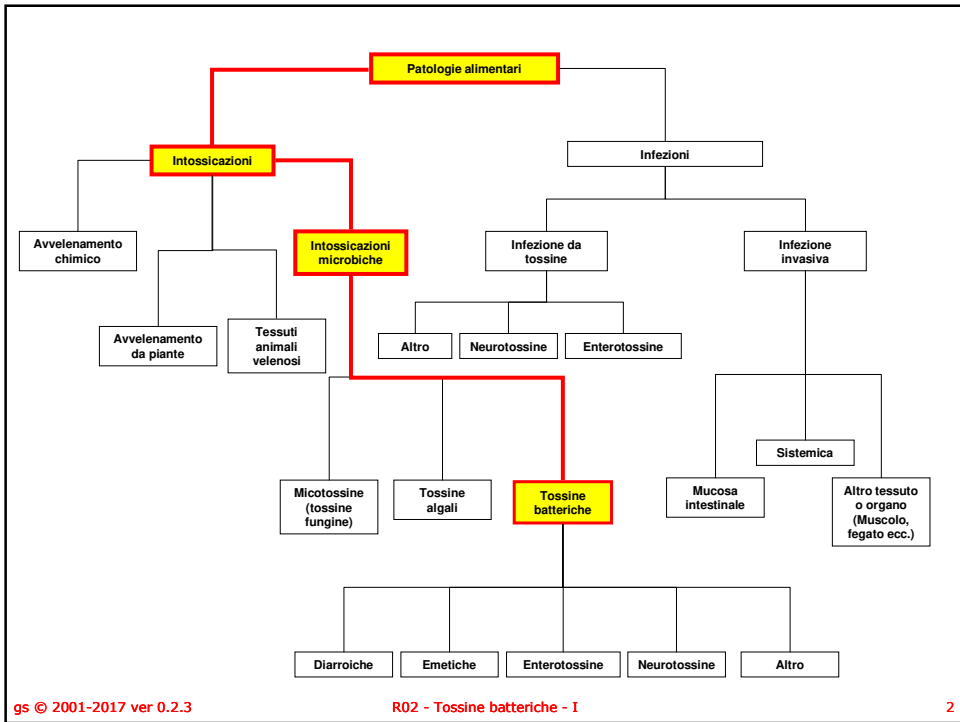 Patologie alimentari
Intossicazioni
Infezioni
Avvelenamento
chimico
Intossicazioni
microbiche
Infezione da
tossine
Infezione
invasiva
Avvelenamento
da piante
Tessuti
animali
velenosi
Altro
Neurotossine
Enterotossine
Sistemica
Micotossine
(tossine
fungine)
Tossine
algali
Tossine
batteriche
Mucosa
intestinale
Altro tessuto
o organo
(Muscolo,
fegato ecc.)
Diarroiche
Emetiche
Enterotossine
Neurotossine
Altro
gs © 2001-2017 ver 0.2.3
R02 - Tossine batteriche - I
2